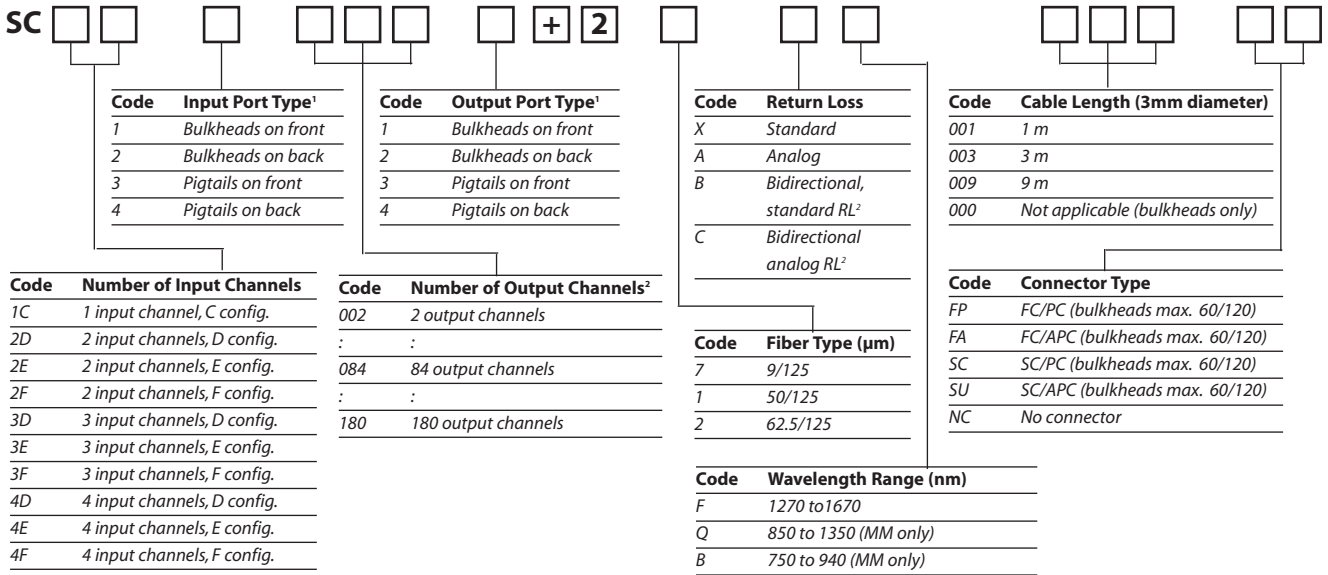 SC + 2
Code Input Port Type¹
1 Bulkheads on front
2 Bulkheads on back
3 Pigtails on front
4 Pigtails on back
Code Output Port Type¹
1 Bulkheads on front
2 Bulkheads on back
3 Pigtails on front
4 Pigtails on back
Code Return Loss
X Standard
A Analog
B Bidirectional,
standard RL²
C Bidirectional
analog RL²
Code Cable Length (3mm diameter)
001 1 m
003 3 m
009 9 m
000 Not applicable (bulkheads only)
Code Number of Input Channels
1C 1 input channel, C config.
2D 2 input channels, D config.
2E 2 input channels, E config.
2F 2 input channels, F config.
3D 3 input channels, D config.
3E 3 input channels, E config.
3F 3 input channels, F config.
4D 4 input channels, D config.
4E 4 input channels, E config.
4F 4 input channels, F config.
Code Number of Output Channels²
002 2 output channels
: :
084 84 output channels
: :
180 180 output channels
Code Fiber Type (µm)
7 9/125
1 50/125
2 62.5/125
Code Wavelength Range (nm)
F 1270 to1670
Q 850 to 1350 (MM only)
B 750 to 940 (MM only)
Code Connector Type
FP FC/PC (bulkheads max. 60/120)
FA FC/APC (bulkheads max. 60/120)
SC SC/PC (bulkheads max. 60/120)
SU SC/APC (bulkheads max. 60/120)
NC No connector